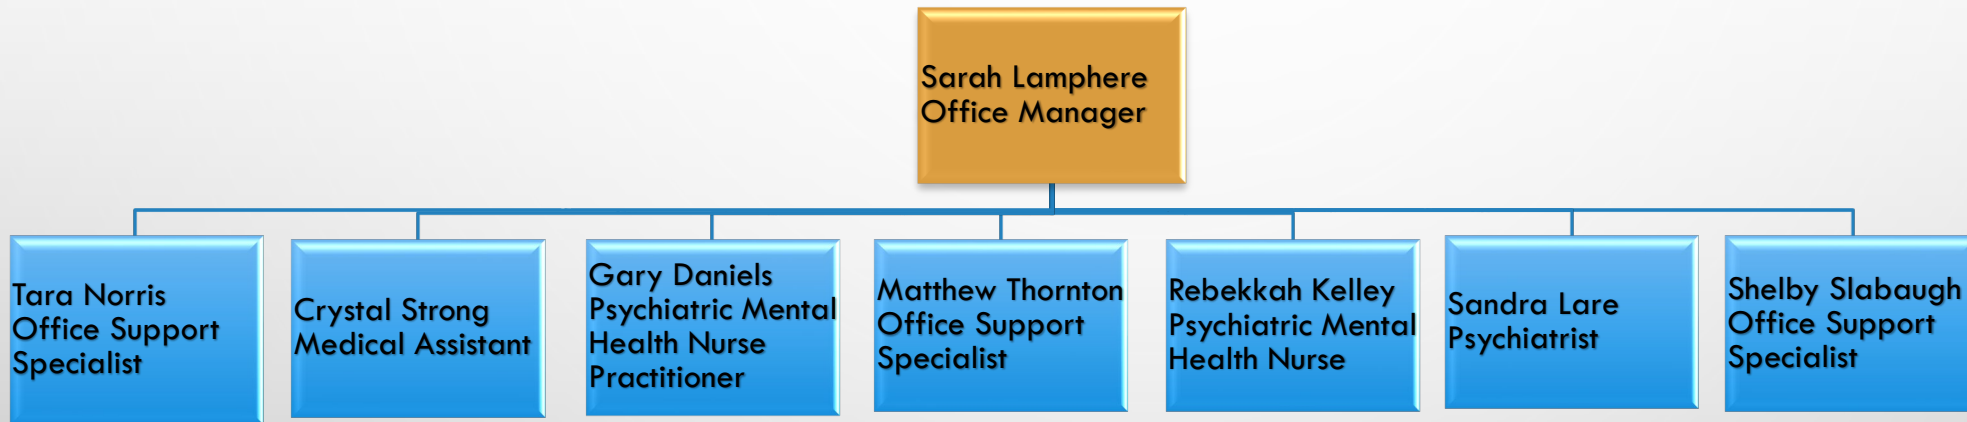 Sarah Lamphere
Office Manager
Tara Norris
Office Support
Specialist
Crystal Strong
Medical Assistant
Gary Daniels
Psychiatric Mental
Health Nurse
Practitioner
Matthew Thornton
Office Support
Specialist
Rebekkah Kelley
Psychiatric Mental
Health Nurse
Sandra Lare
Psychiatrist
Shelby Slabaugh
Office Support
Specialist